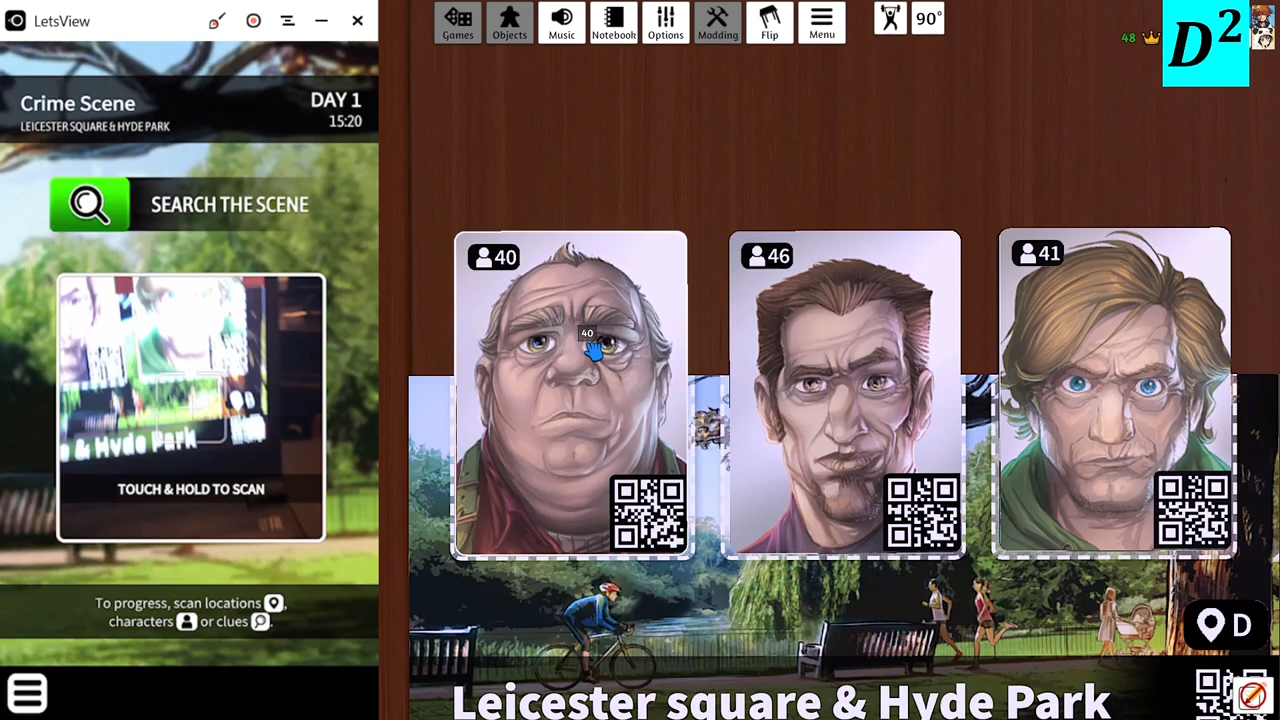 LetsView
Crime Scene
LEICESTER SQUARE & HYDE PARK
DAY 1
15:20
SEARCH THE SCENE
& Hyde Park
TOUCH & HOLD TO SCAN
To progress, scan locations ,
characters or clues .
Games
Objects
Music
Notebook
Options
Modding
Flip
Menu
90°
48
D²
40
46
41
40
D
Leicester square & Hyde Park